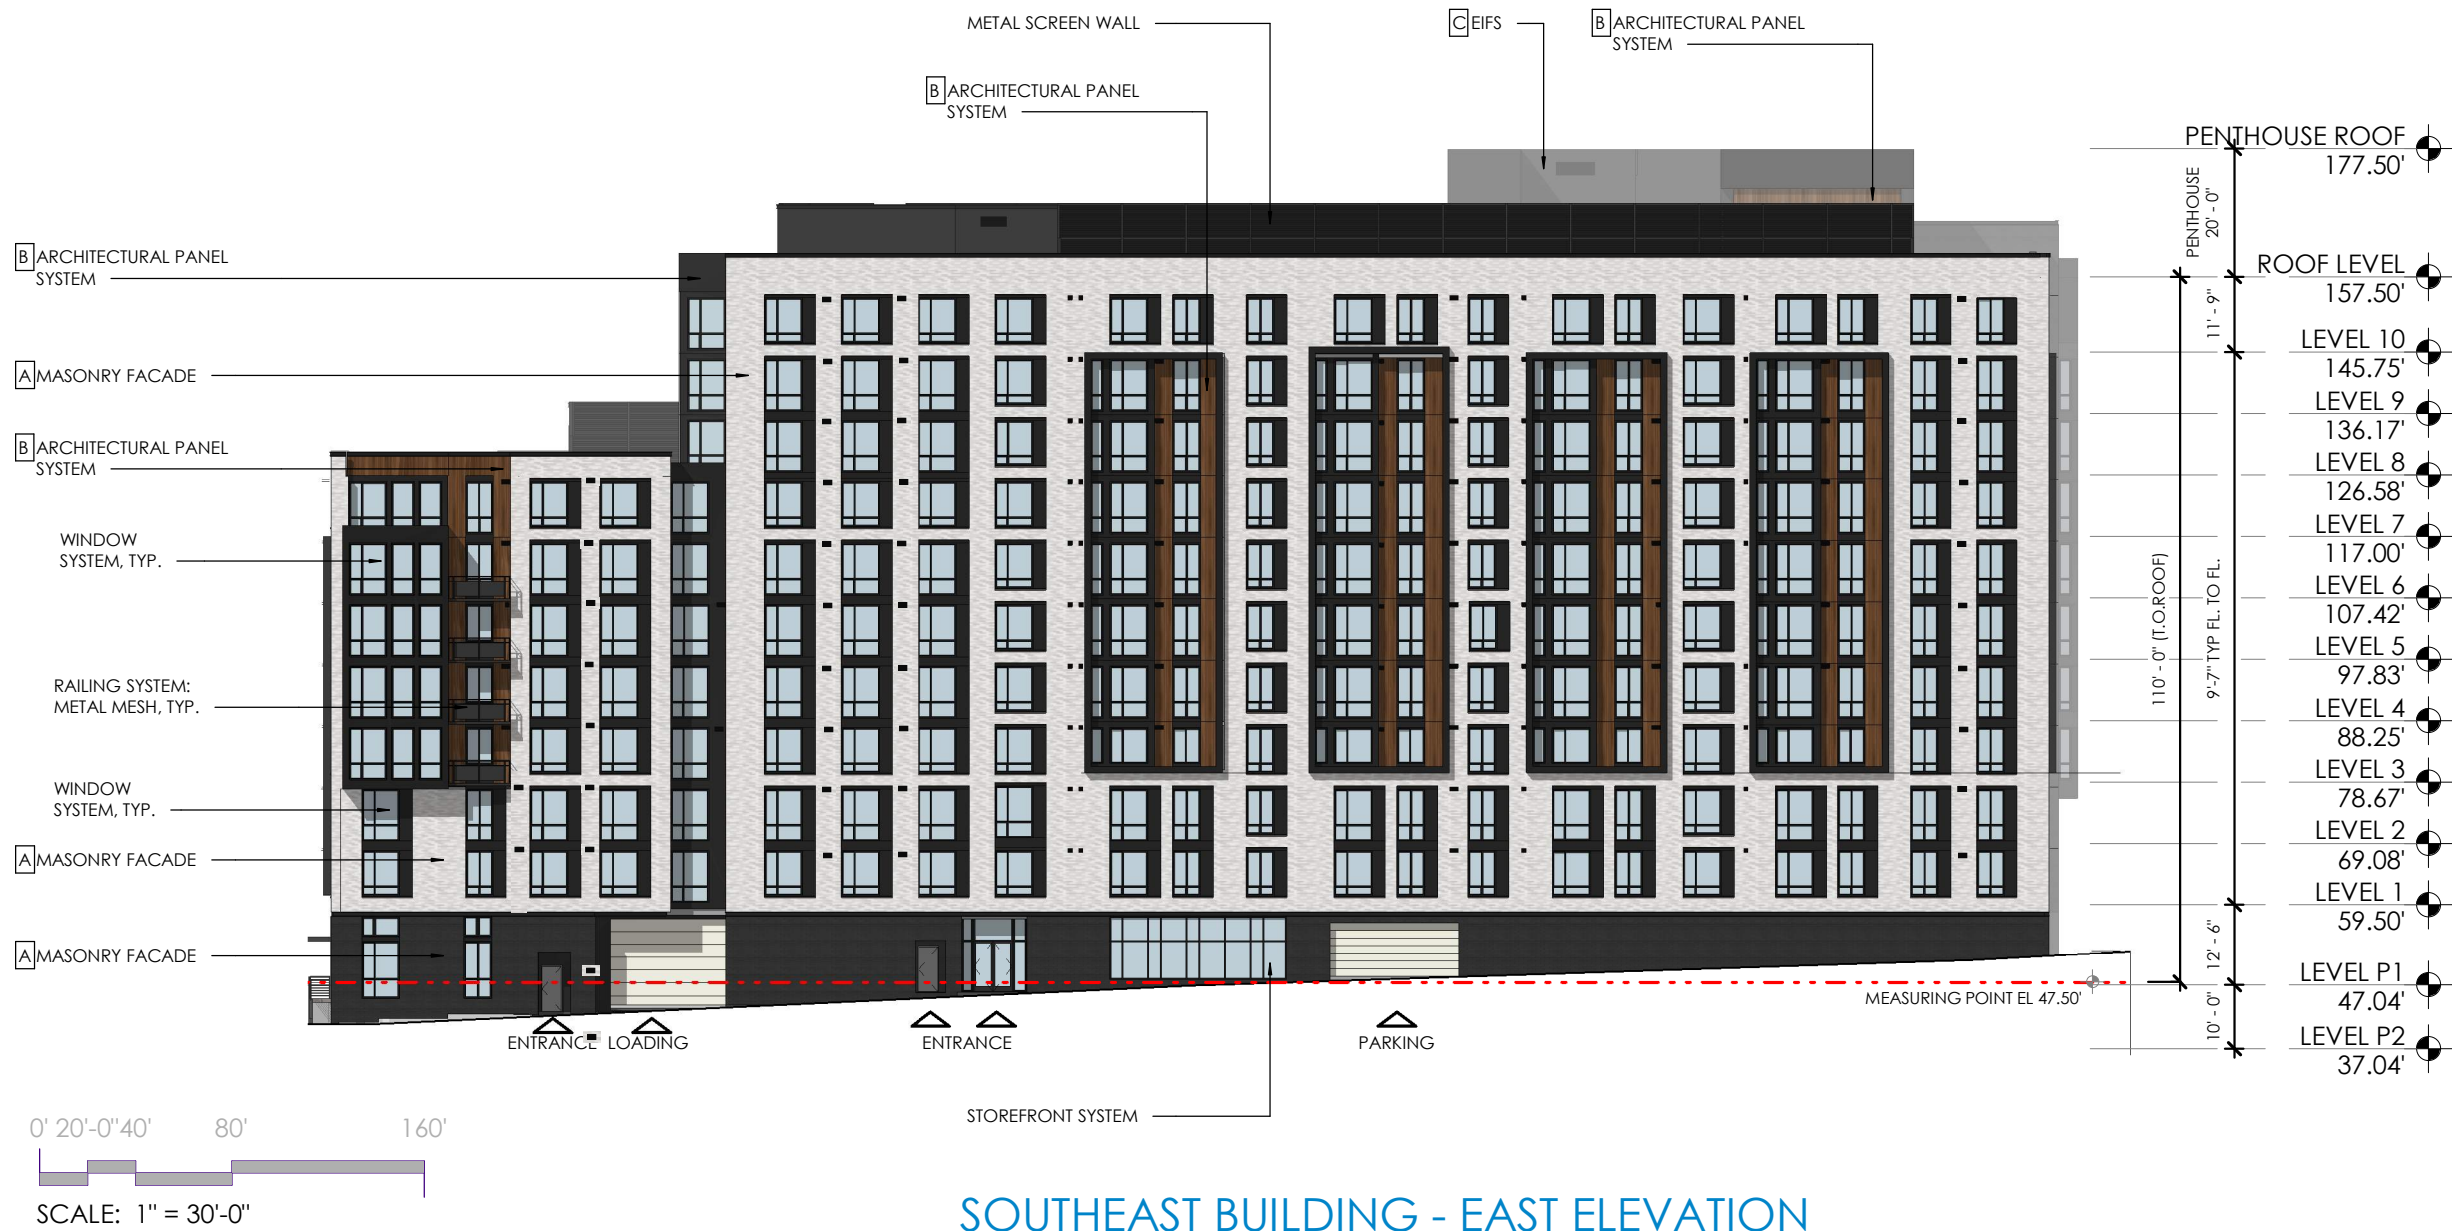 METAL SCREEN WALL
C EIFS
B ARCHITECTURAL PANEL
SYSTEM
B ARCHITECTURAL PANEL
SYSTEM
B ARCHITECTURAL PANEL
SYSTEM
A MASONRY FACADE
B ARCHITECTURAL PANEL
SYSTEM
WINDOW
SYSTEM, TYP.
RAILING SYSTEM:
METAL MESH, TYP.
WINDOW
SYSTEM, TYP.
A MASONRY FACADE
A MASONRY FACADE
PENTHOUSE ROOF
177.50'
PENTHOUSE
20' - 0"
ROOF LEVEL
157.50'
11' - 9"
LEVEL 10
145.75'
LEVEL 9
136.17'
LEVEL 8
126.58'
LEVEL 7
117.00'
LEVEL 6
107.42'
LEVEL 5
97.83'
LEVEL 4
88.25'
LEVEL 3
78.67'
LEVEL 2
69.08'
LEVEL 1
59.50'
110' - 0" (T.O.ROOF)
9'-7" TYP FL. TO FL.
12' - 6"
LEVEL P1
47.04'
10' - 0"
LEVEL P2
37.04'
MEASURING POINT EL 47.50'
ENTRANCE LOADING
ENTRANCE
PARKING
STOREFRONT SYSTEM
0' 20'-0"40' 80' 160'
SCALE: 1" = 30'-0"
SOUTHEAST BUILDING - EAST ELEVATION